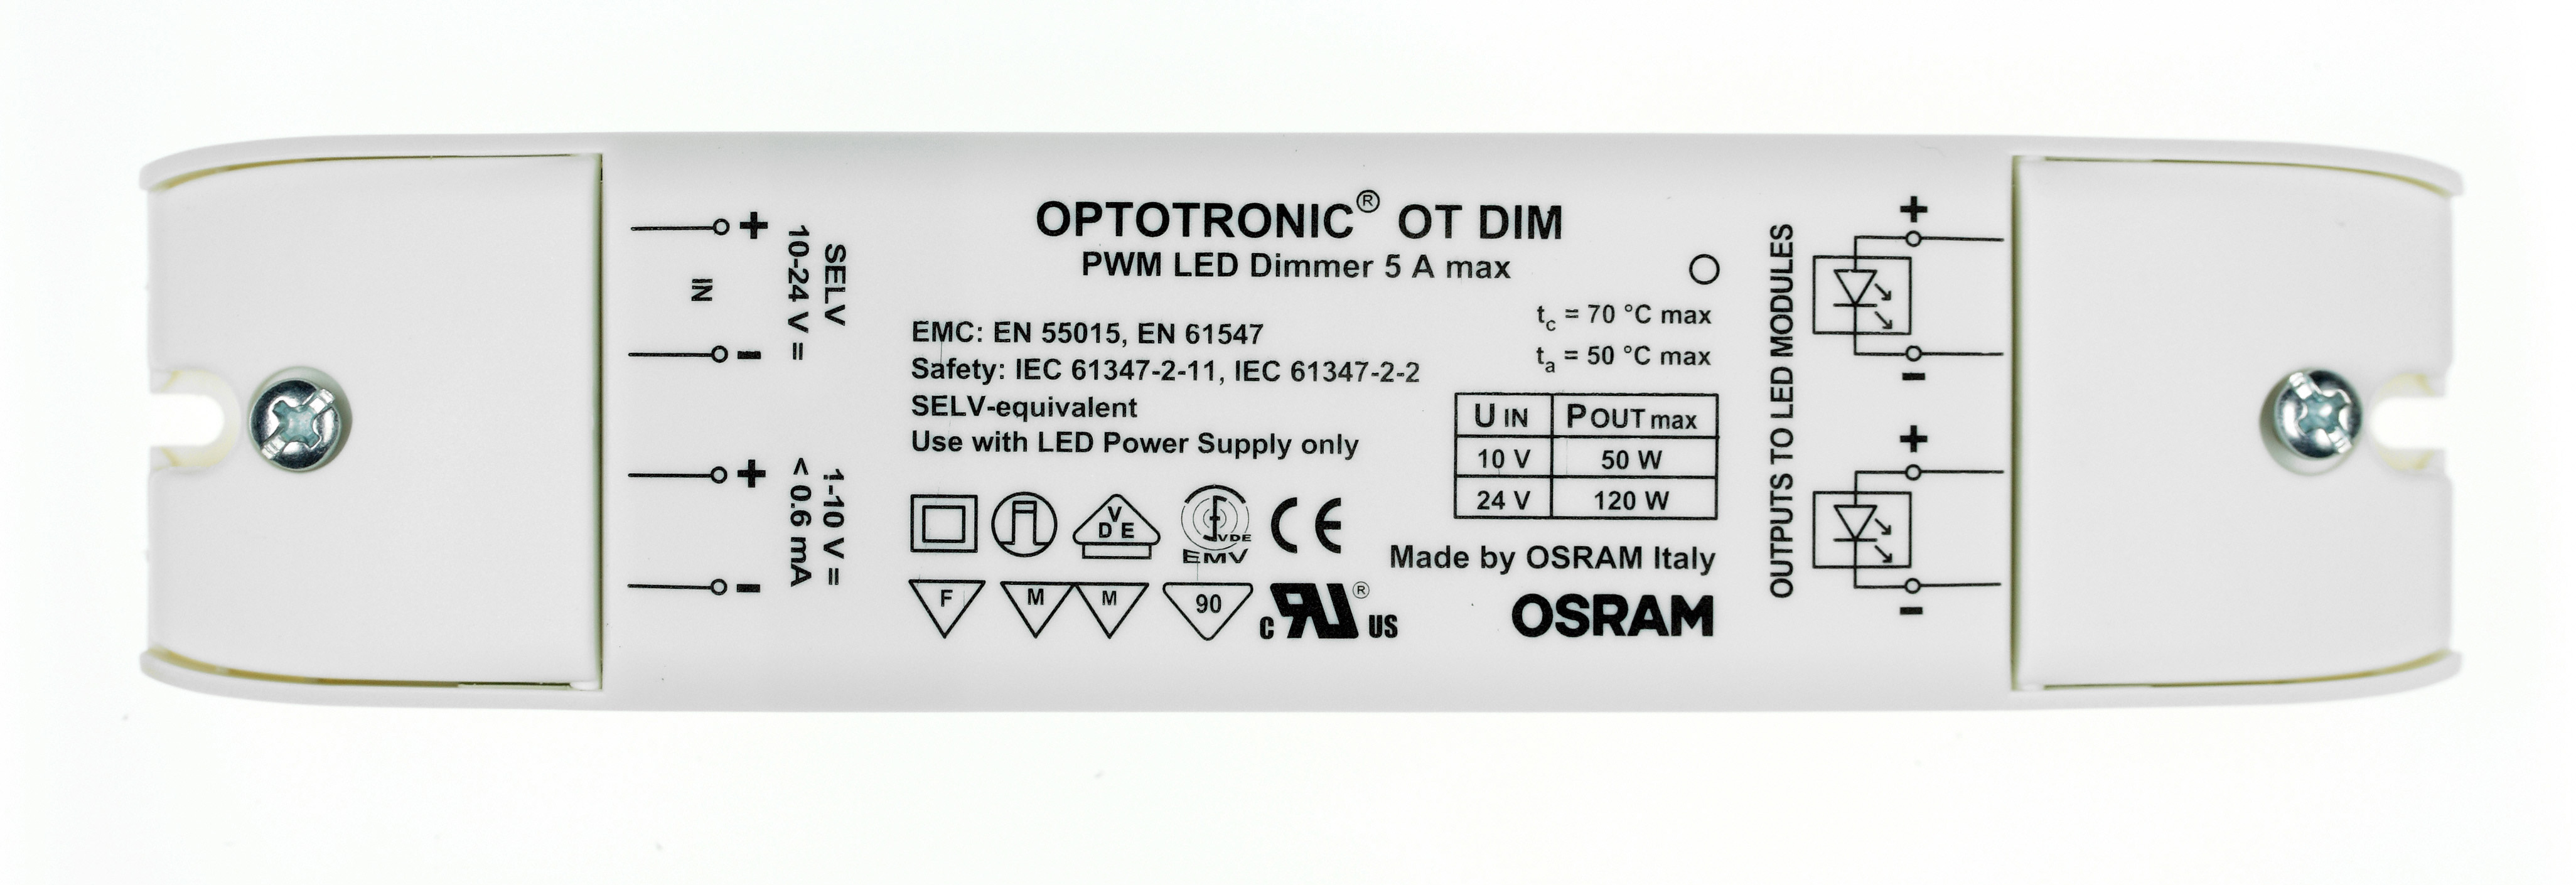 +
IN
-
SELV
10-24 V =
+
-
1-10 V =
< 0.6 mA
OPTOTRONIC® OT DIM
PWM LED Dimmer 5 A max
EMC: EN 55015, EN 61547
Safety: IEC 61347-2-11, IEC 61347-2-2
SELV-equivalent
Use with LED Power Supply only
tc = 70 °C max
ta = 50 °C max
U IN POUT max
10 V 50 W
24 V 120 W
VDE
VDE
EMV
CE
F M M 90 c RU® US
Made by OSRAM Italy
OSRAM
OUTPUTS TO LED MODULES
+
-
+
-